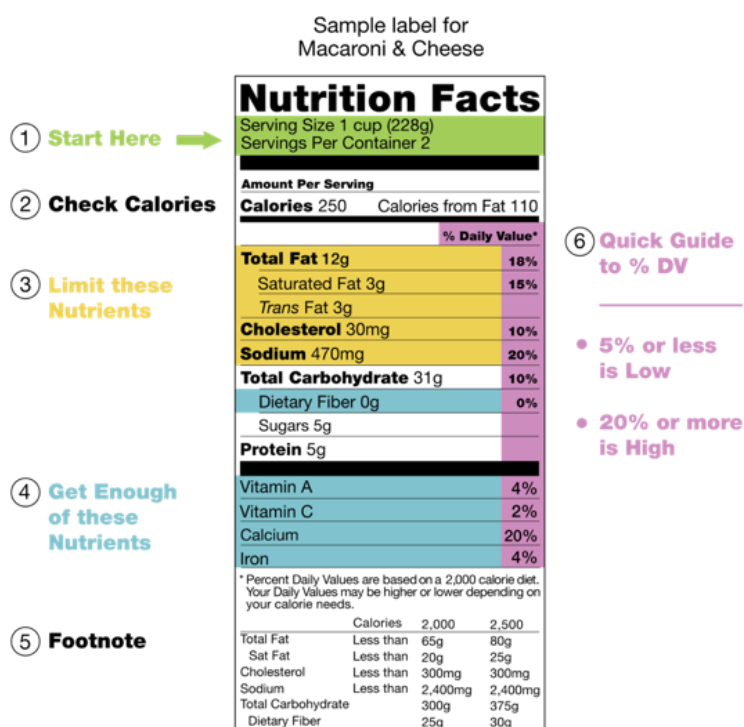 Sample label for
Macaroni & Cheese
Nutrition Facts
① Start Here
Serving Size 1 cup (228g)
Servings Per Container 2
Amount Per Serving
② Check Calories
Calories 250 Calories from Fat 110
% Daily Value*
③ Limit these
Nutrients
Total Fat 12g 18%
Saturated Fat 3g 15%
Trans Fat 3g
Cholesterol 30mg 10%
Sodium 470mg 20%
Total Carbohydrate 31g 10%
Dietary Fiber 0g 0%
Sugars 5g
Protein 5g
④ Get Enough
of these
Nutrients
Vitamin A 4%
Vitamin C 2%
Calcium 20%
Iron 4%
⑤ Footnote
* Percent Daily Values are based on a 2,000 calorie diet.
Your Daily Values may be higher or lower depending on
your calorie needs.
Calories 2,000 2,500
Total Fat Less than 65g 80g
Sat Fat Less than 20g 25g
Cholesterol Less than 300mg 300mg
Sodium Less than 2,400mg 2,400mg
Total Carbohydrate 300g 375g
Dietary Fiber 25g 30g
⑥ Quick Guide
to % DV
• 5% or less
is Low
• 20% or more
is High